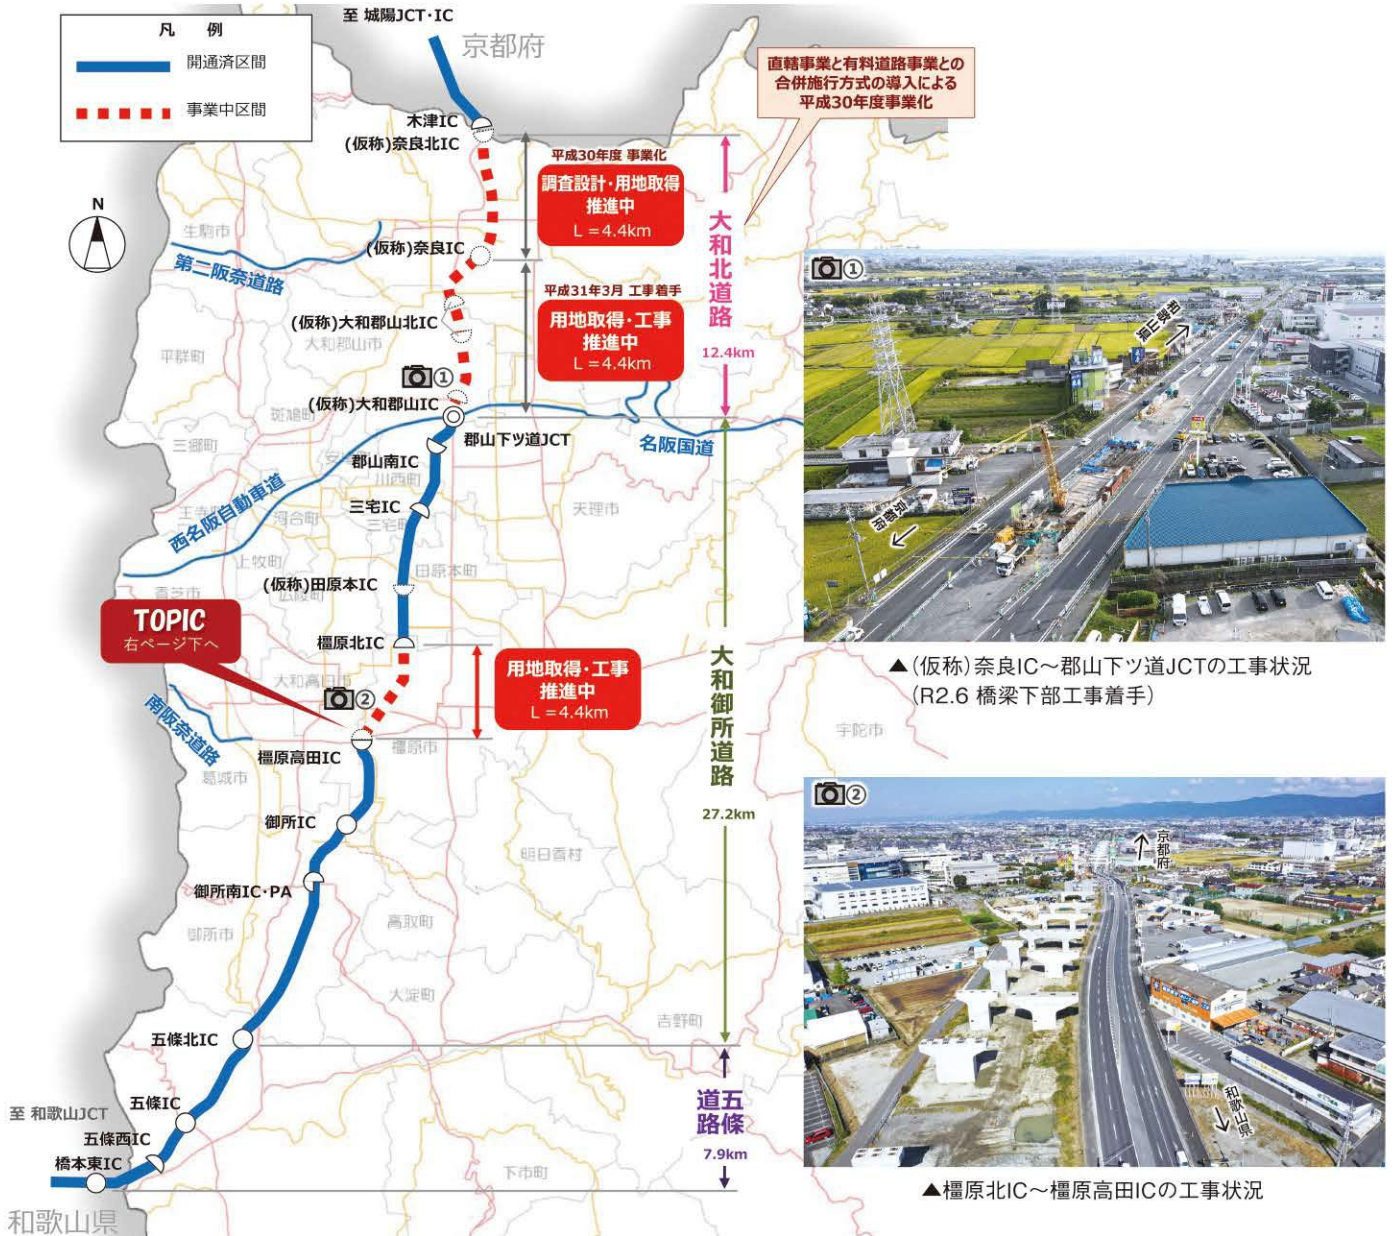 凡 例
開通済区間
事業中区間
至 城陽JCT・IC
京都府
直轄事業と有料道路事業との
合併施行方式の導入による
平成30年度事業化
木津IC
(仮称)奈良北IC
平成30年度 事業化
調査設計・用地取得
推進中
L =4.4km
N
生駒市
第二阪奈道路
(仮称)奈良IC
大和北道路
12.4km
平成31年3月 工事着手
用地取得・工事
推進中
L =4.4km
(仮称)大和郡山北IC
大和郡山市
平群町
①
(仮称)大和郡山IC
斑鳩町
三郷町
郡山下ツ道JCT
名阪国道
郡山南IC
川西町
西名阪自動車道
三宅IC
三宅町
河合町
天理市
上牧町
田原本町
(仮称)田原本IC
広陵町
香芝市
TOPIC
右ページ下へ
橿原北IC
用地取得・工事
推進中
L =4.4km
大和御所道路
27.2km
大和高田市
②
南阪奈道路
橿原高田IC
橿原市
葛城市
宇陀市
御所IC
明日香村
御所南IC・PA
高取町
御所市
大淀町
吉野町
五條北IC
五條IC
至 和歌山JCT
五條西IC
橋本東IC
五條
道路
7.9km
下市町
和歌山県
①
和歌山県
京都府
▲(仮称)奈良IC～郡山下ツ道JCTの工事状況
(R2.6 橋梁下部工事着手)
②
京都府
和歌山県
▲橿原北IC～橿原高田ICの工事状況